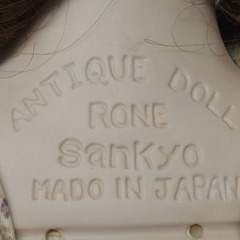 ANTIQUE DOLL
RONE
Sankyo
MADO IN JAPAN